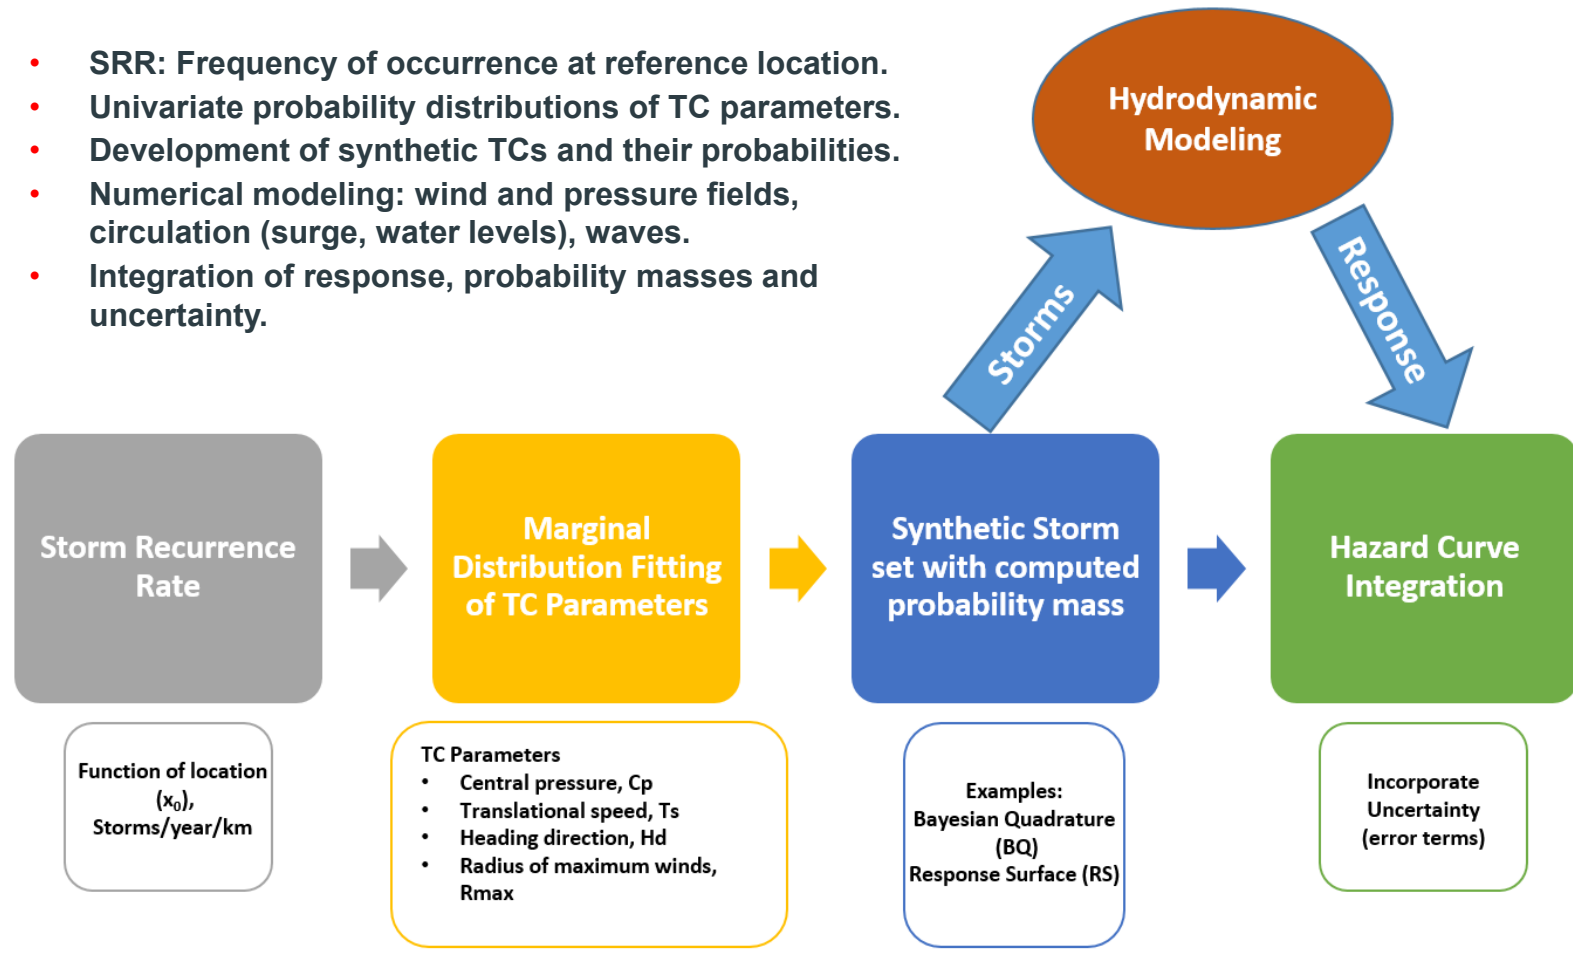 • SRR: Frequency of occurrence at reference location.
• Univariate probability distributions of TC parameters.
• Development of synthetic TCs and their probabilities.
• Numerical modeling: wind and pressure fields,
circulation (surge, water levels), waves.
• Integration of response, probability masses and
uncertainty.
Hydrodynamic
Modeling
Storms
Response
Storm Recurrence
Rate
Marginal
Distribution Fitting
of TC Parameters
Synthetic Storm
set with computed
probability mass
Hazard Curve
Integration
Function of location
(x₀),
Storms/year/km
TC Parameters
• Central pressure, Cp
• Translational speed, Ts
• Heading direction, Hd
• Radius of maximum winds,
Rmax
Examples:
Bayesian Quadrature
(BQ)
Response Surface (RS)
Incorporate
Uncertainty
(error terms)